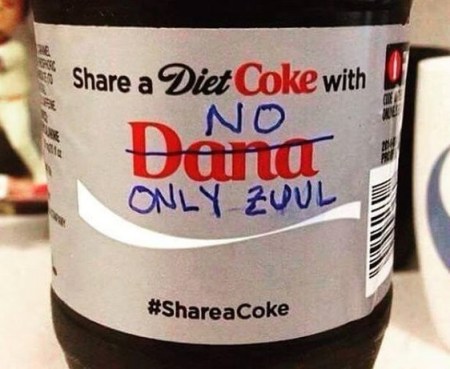 Share a Diet Coke with
NO
Dana
ONLY ZUUL
#ShareaCoke